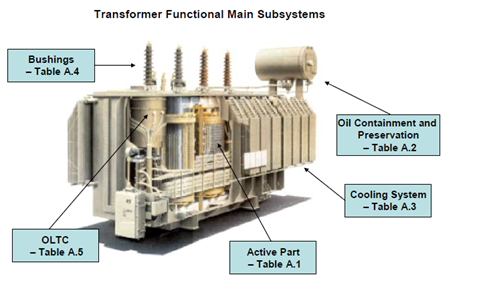 Transformer Functional Main Subsystems
Bushings
– Table A.4
Oil Containment and
Preservation
– Table A.2
Cooling System
– Table A.3
OLTC
– Table A.5
Active Part
– Table A.1